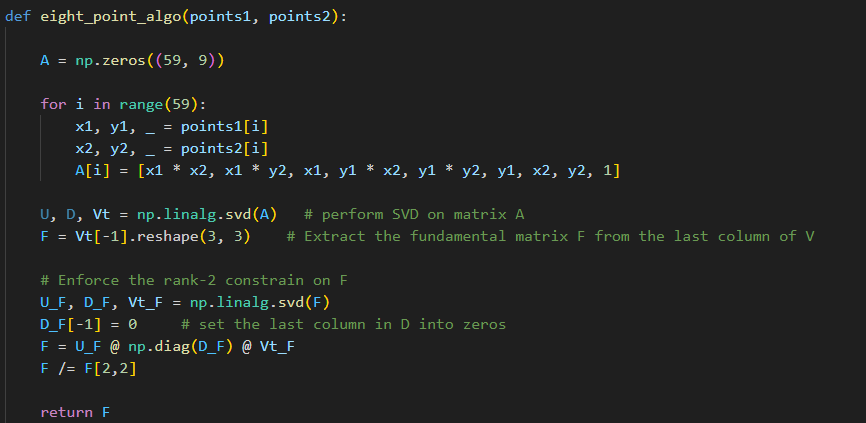 def eight_point_algo(points1, points2):
A = np.zeros((59, 9))
for i in range(59):
x1, y1, _ = points1[i]
x2, y2, _ = points2[i]
A[i] = [x1 * x2, x1 * y2, x1, y1 * x2, y1 * y2, y1, x2, y2, 1]
U, D, Vt = np.linalg.svd(A)   # perform SVD on matrix A
F = Vt[-1].reshape(3, 3)    # Extract the fundamental matrix F from the last column of V
# Enforce the rank-2 constrain on F
U_F, D_F, Vt_F = np.linalg.svd(F)
D_F[-1] = 0     # set the last column in D into zeros
F = U_F @ np.diag(D_F) @ Vt_F
F /= F[2,2]
return F